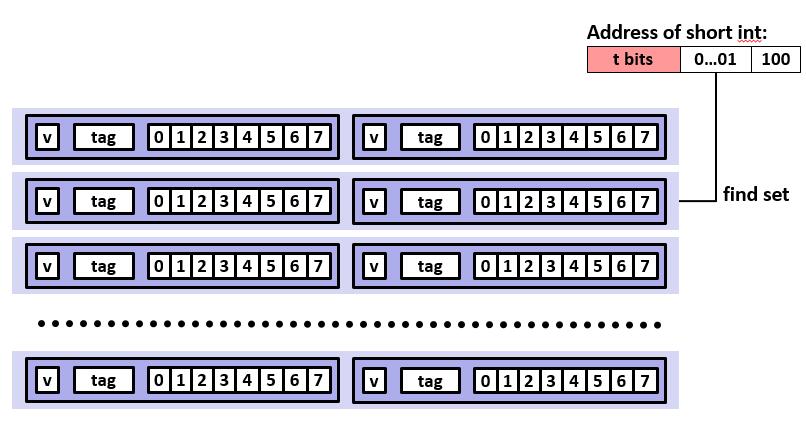 Address of short int:
t bits 0...01 100
v tag 0 1 2 3 4 5 6 7 v tag 0 1 2 3 4 5 6 7
v tag 0 1 2 3 4 5 6 7 v tag 0 1 2 3 4 5 6 7 find set
v tag 0 1 2 3 4 5 6 7 v tag 0 1 2 3 4 5 6 7
v tag 0 1 2 3 4 5 6 7 v tag 0 1 2 3 4 5 6 7